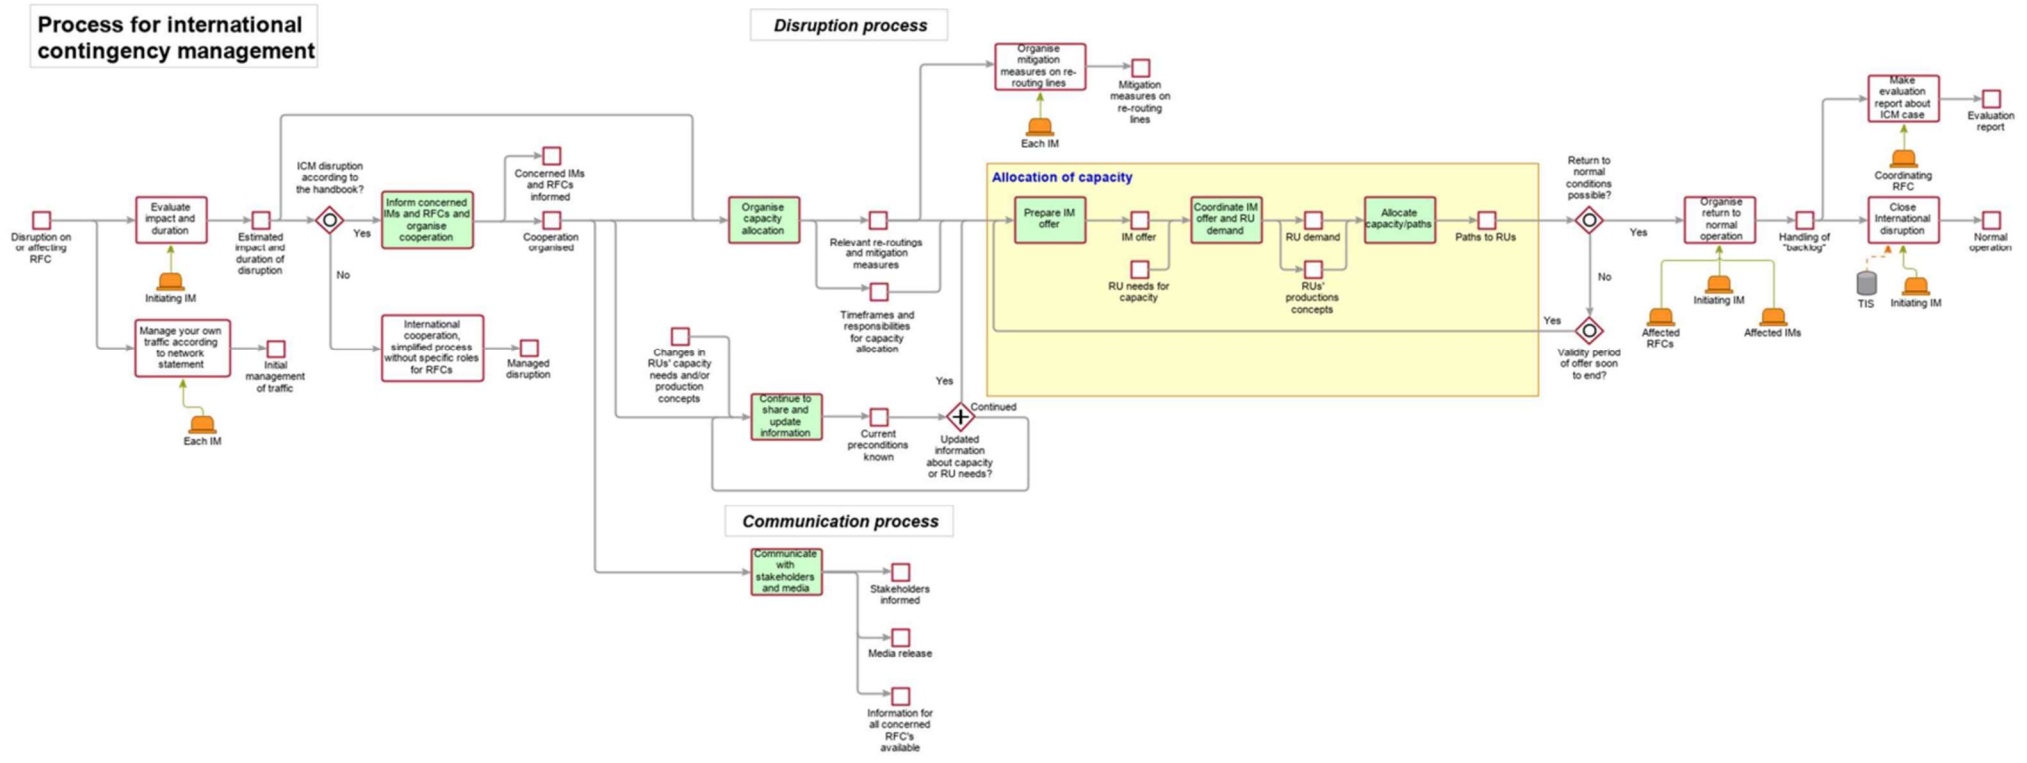 Process for international
contingency management
Disruption process
Organise
mitigation
measures on re-
routing lines
Mitigation
measures on
re-routing
lines
Each IM
Make
evaluation
report about
ICM case
Evaluation
report
Coordinating
RFC
ICM disruption
according to
the handbook?
Concerned IMs
and RFCs
informed
Allocation of capacity
Return to
normal
conditions
possible?
Disruption on
or affecting
RFC
Evaluate
impact and
duration
Initiating IM
Estimated
impact and
duration of
disruption
Yes
No
Inform concerned
IMs and RFCs and
organise
cooperation
Cooperation
organised
Organise
capacity
allocation
Relevant re-routings
and mitigation
measures
Timeframes and
responsibilities
for capacity
allocation
Prepare IM
offer
IM offer
RU needs for
capacity
Coordinate IM
offer and RU
demand
RU demand
RUs'
productions
concepts
Allocate
capacity/paths
Paths to RUs
Yes
No
Yes
Validity period
of offer soon
to end?
Organise
return to
normal
operation
Initiating IM
Affected
RFCs
Affected IMs
Handling of
"backlog"
Close
International
disruption
TIS
Initiating IM
Normal
operation
Manage your own
traffic according
to network
statement
Initial
management
of traffic
Each IM
International
cooperation,
simplified process
without specific roles
for RFCs
Managed
disruption
Changes in
RUs' capacity
needs and/or
production
concepts
Continue to
share and
update
information
Current
preconditions
known
Yes
Continued
Updated
information
about capacity
or RU needs?
Communication process
Communicate
with
stakeholders
and media
Stakeholders
informed
Media release
Information for
all concerned
RFC's
available